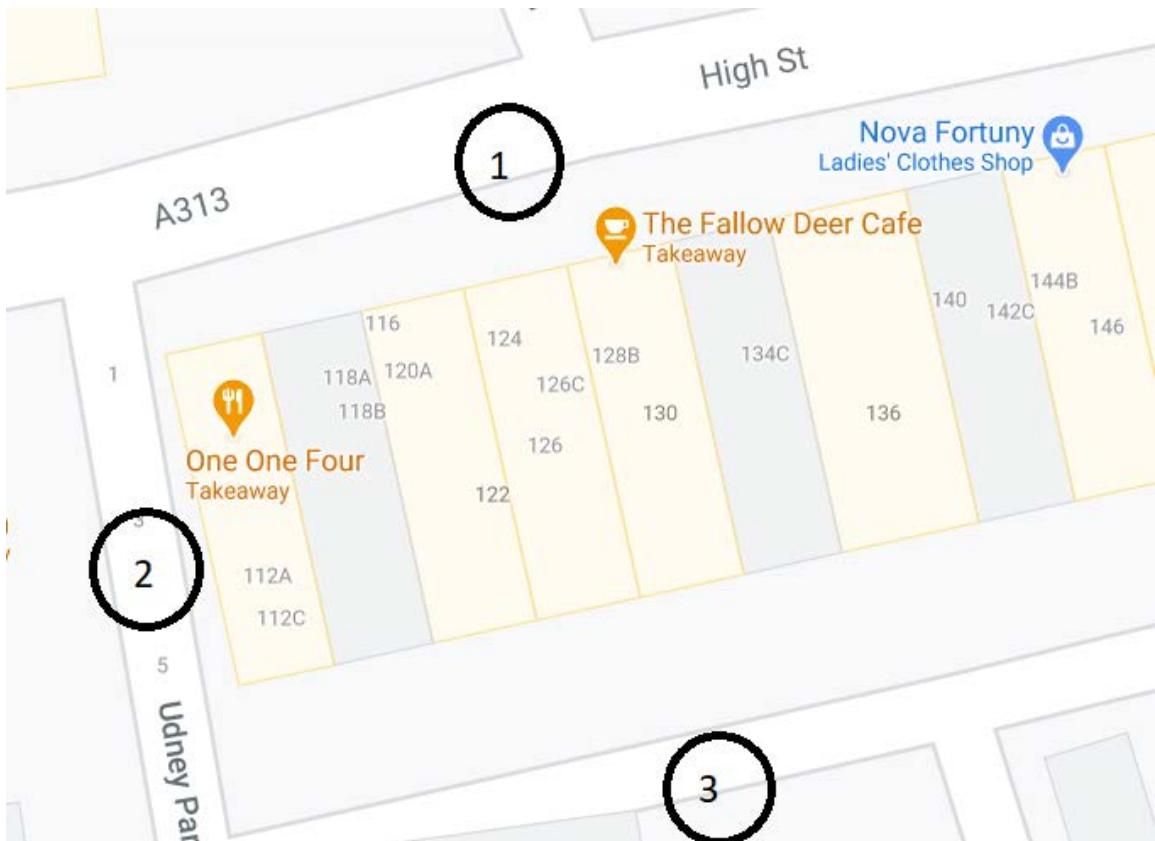 High St
1
Nova Fortuny
Ladies' Clothes Shop
A313
The Fallow Deer Cafe
Takeaway
144B
140
142C
116
146
124
134C
128B
1
118A
120A
126C
118B
130
136
126
One One Four
Takeaway
122
3
2
112A
112C
5
Udney Par
3